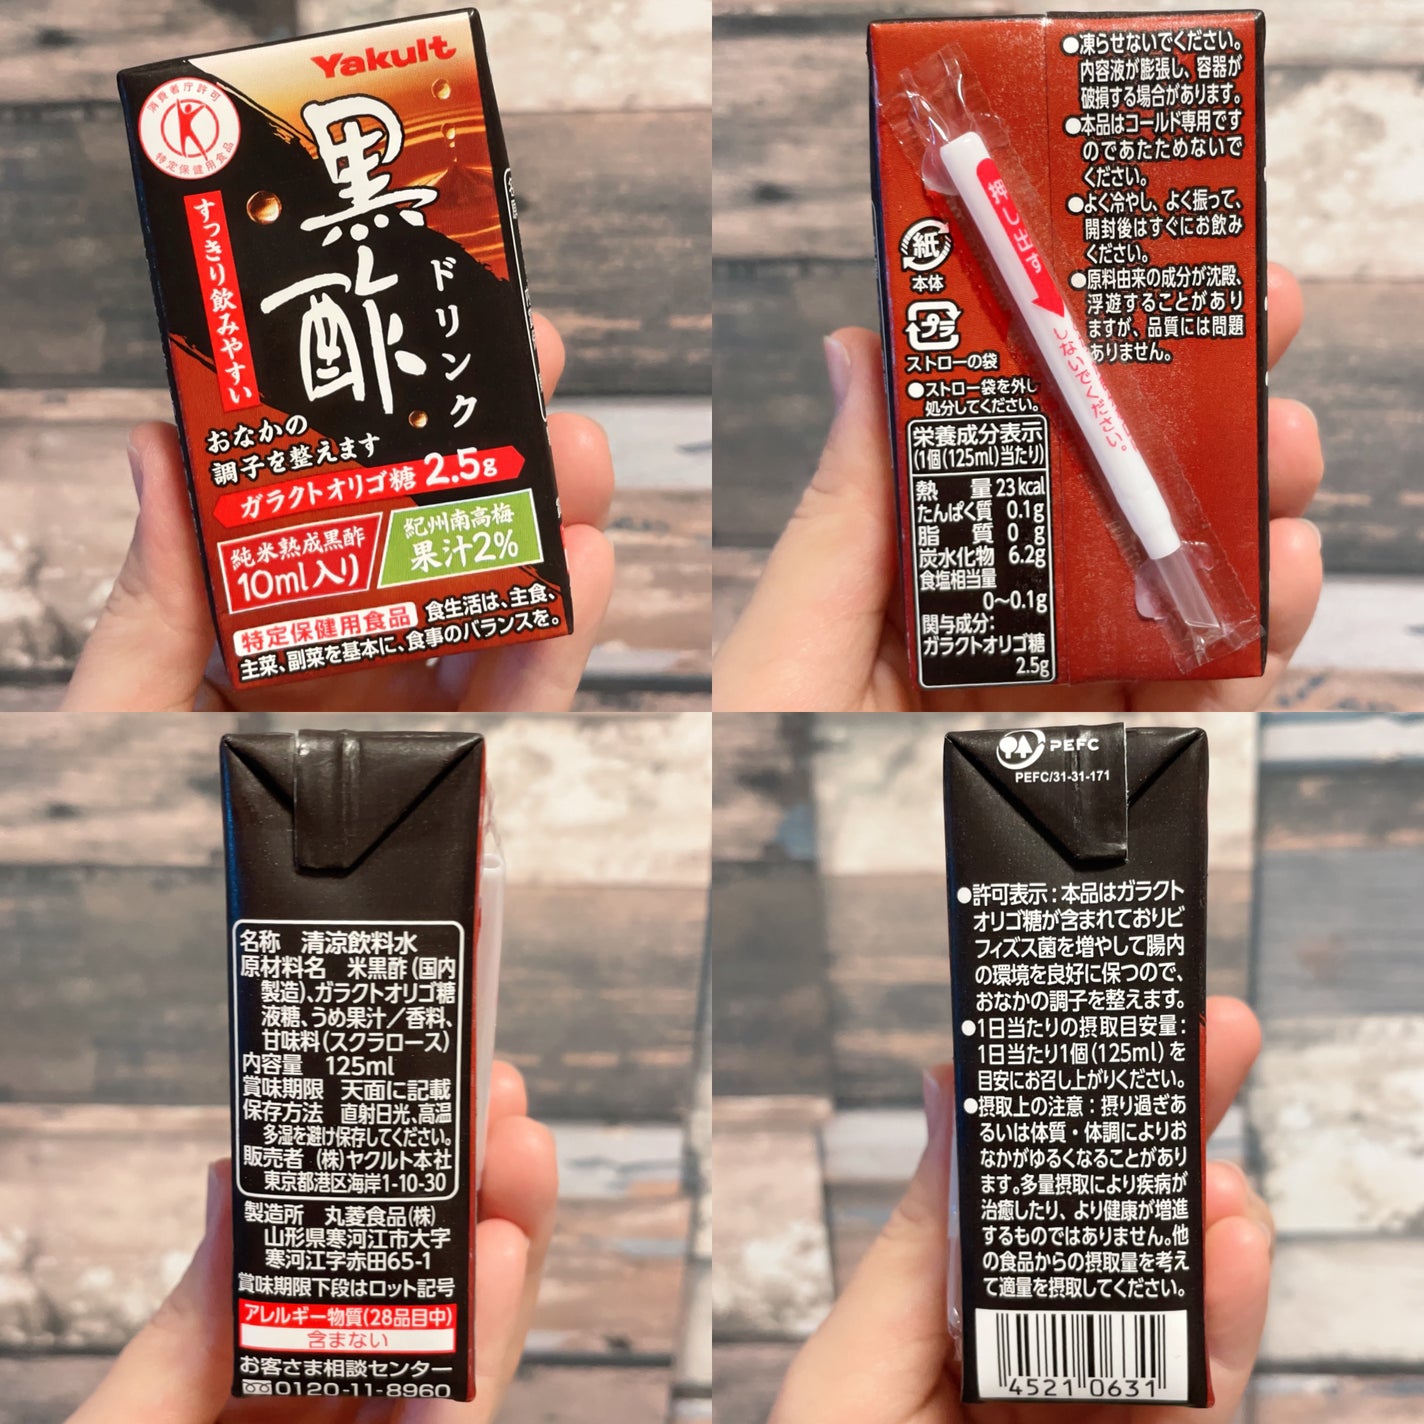 Yakult
消費者庁許可
特定保健用食品
黒酢
ドリンク
すっきり飲みやすい
おなかの
調子を整えます
ガラクトオリゴ糖 2.5g
純米熟成黒酢
10ml入り
紀州南高梅
果汁2%
特定保健用食品 食生活は、主食、
主菜、副菜を基本に、食事のバランスを。
●凍らせないでください。
内容液が膨張し、容器が
破損する場合があります。
●本品はコールド専用です
のであたためないで
ください。
●よく冷やし、よく振って、
開封後はすぐにお飲み
ください。
●原料由来の成分が沈殿、
浮遊することがあり
ますが、品質には問題
ありません。
押し出す
しないでください。
紙
本体
プラ
ストローの袋
●ストロー袋を外し
処分してください。
栄養成分表示
(1個(125ml)当たり)
熱量 23kcal
たんぱく質 0.1g
脂質 0g
炭水化物 6.2g
食塩相当量
0〜0.1g
関与成分:
ガラクトオリゴ糖
2.5g
名称 清涼飲料水
原材料名 米黒酢(国内
製造)、ガラクトオリゴ糖
液糖、うめ果汁/香料、
甘味料(スクラロース)
内容量 125ml
賞味期限 天面に記載
保存方法 直射日光、高温
多湿を避け保存してください。
販売者 (株)ヤクルト本社
東京都港区海岸1-10-30
製造所 丸菱食品(株)
山形県寒河江市大字
寒河江字赤田65-1
賞味期限下段はロット記号
アレルギー物質(28品目中)
含まない
お客さま相談センター
0120-11-8960
PEFC
PEFC/31-31-171
●許可表示:本品はガラクト
オリゴ糖が含まれておりビ
フィズス菌を増やして腸内
の環境を良好に保つので、
おなかの調子を整えます。
●1日当たりの摂取目安量:
1日当たり1個(125ml)を
目安にお召し上がりください。
●摂取上の注意:摂り過ぎあ
るいは体質・体調によりお
なかがゆるくなることがあり
ます。多量摂取により疾病が
治癒したり、より健康が増進
するものではありません。他
の食品からの摂取量を考え
て適量を摂取してください。
4521 0631